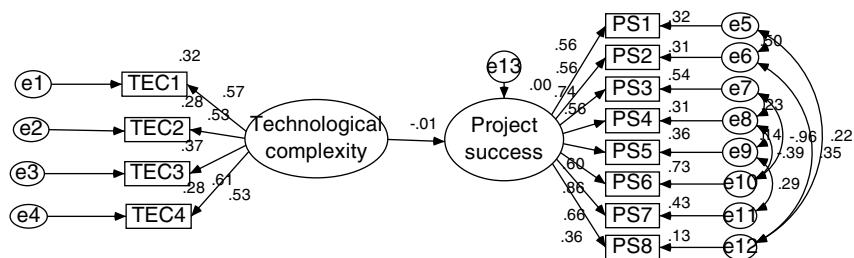 e1
e2
e3
e4
TEC1
TEC2
TEC3
TEC4
.32
.28
.37
.28
.57
.53
.61
.53
Technological
complexity
-.01
e13
.00
Project
success
.56
.56
.74
.56
.60
.86
.66
.36
PS1
PS2
PS3
PS4
PS5
PS6
PS7
PS8
.32
.31
.54
.31
.36
.73
.43
.13
e5
e6
e7
e8
e9
e10
e11
e12
.50
.23
.14
-.96
-.39
.29
.22
.35